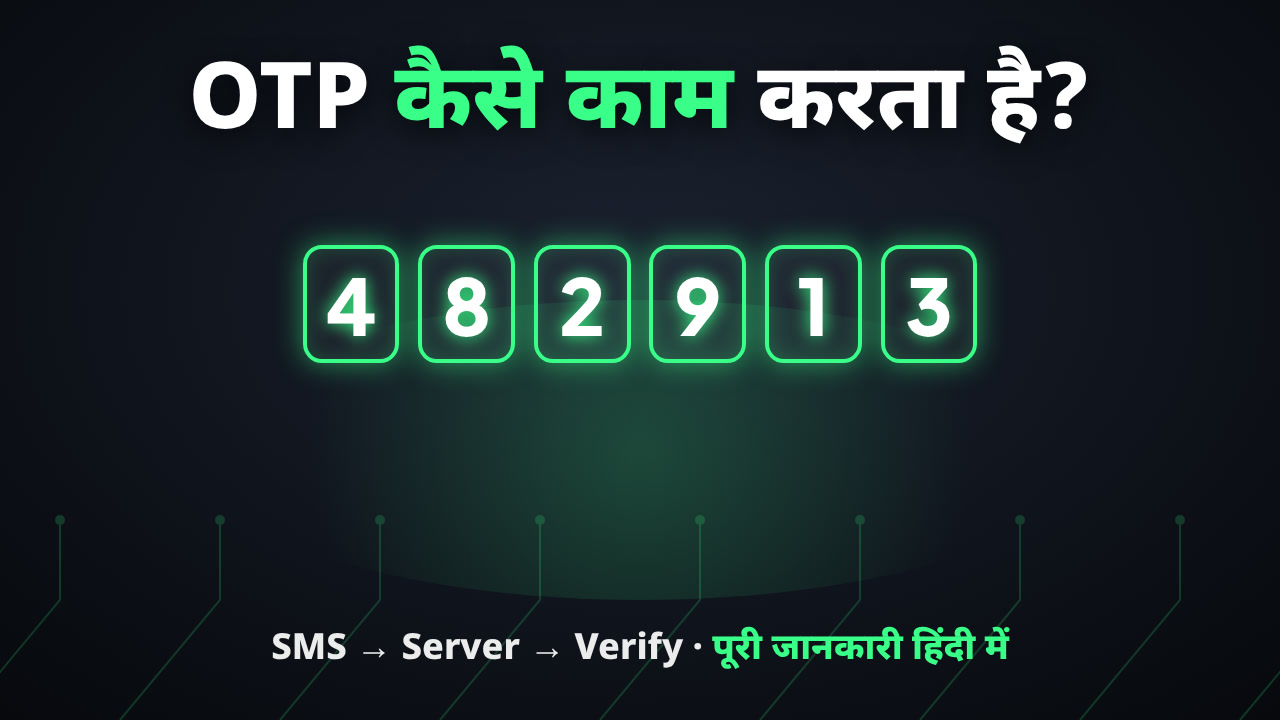 OTP कैसे काम करता है?
4 8 2 9 1 3
SMS → Server → Verify · पूरी जानकारी हिंदी में